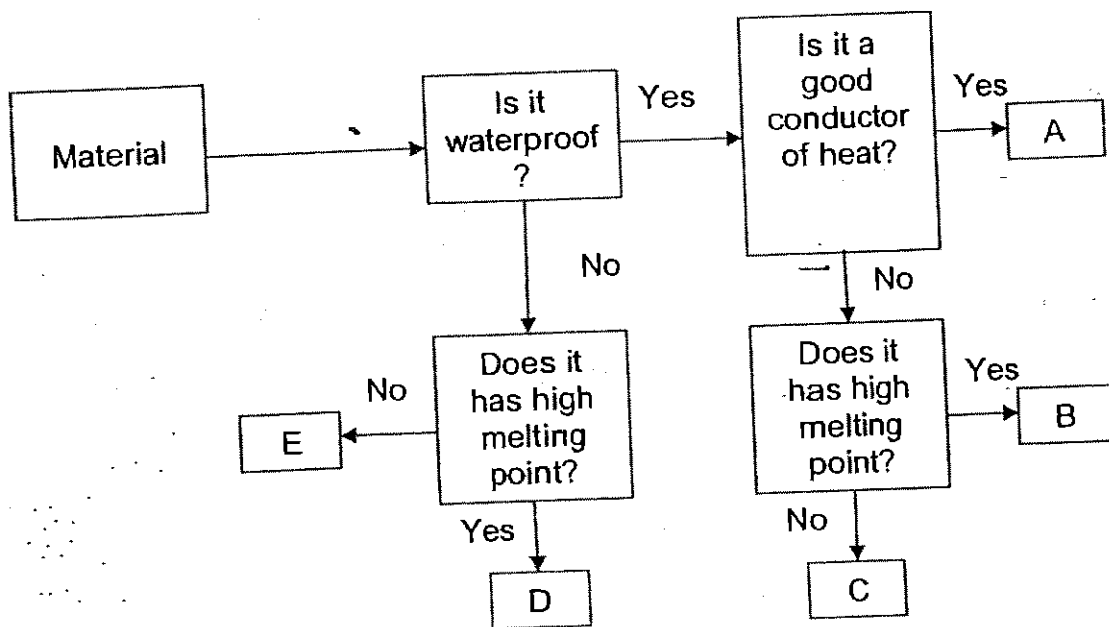 Material
Is it
waterproof
?
Yes
Is it a
good
conductor
of heat?
Yes
A
No
No
Does it
has high
melting
point?
No
E
Yes
D
Does it
has high
melting
point?
Yes
B
No
C